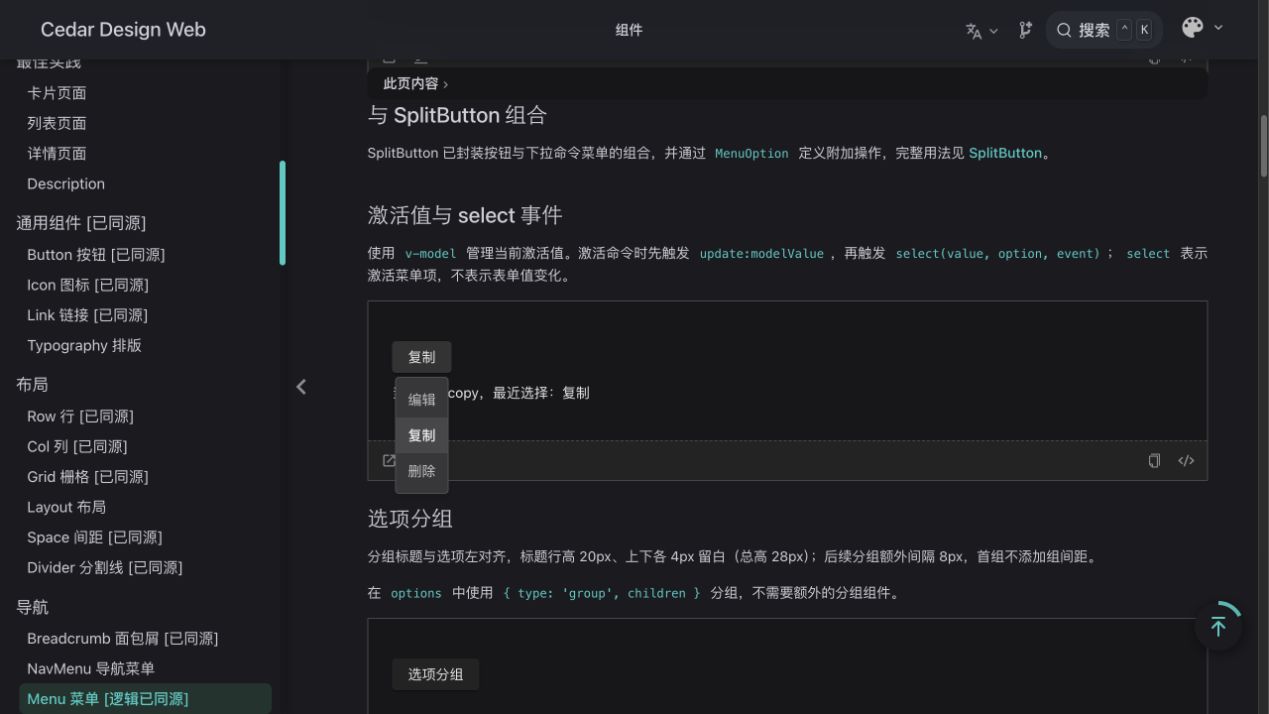 Cedar Design Web
组件
搜索 ^ K
最佳实践
卡片页面
列表页面
详情页面
Description
通用组件 [已同源]
Button 按钮 [已同源]
Icon 图标 [已同源]
Link 链接 [已同源]
Typography 排版
布局
Row 行 [已同源]
Col 列 [已同源]
Grid 栅格 [已同源]
Layout 布局
Space 间距 [已同源]
Divider 分割线 [已同源]
导航
Breadcrumb 面包屑 [已同源]
NavMenu 导航菜单
Menu 菜单 [逻辑已同源]
此页内容 ›
与 SplitButton 组合
SplitButton 已封装按钮与下拉命令菜单的组合，并通过 MenuOption 定义附加操作，完整用法见 SplitButton。
激活值与 select 事件
使用 v-model 管理当前激活值。激活命令时先触发 update:modelValue ，再触发 select(value, option, event) ； select 表示
激活菜单项，不表示表单值变化。
复制
copy，最近选择：复制
编辑
复制
删除
选项分组
分组标题与选项左对齐，标题行高 20px、上下各 4px 留白（总高 28px）；后续分组额外间隔 8px，首组不添加组间距。
在 options 中使用 { type: 'group', children } 分组，不需要额外的分组组件。
选项分组